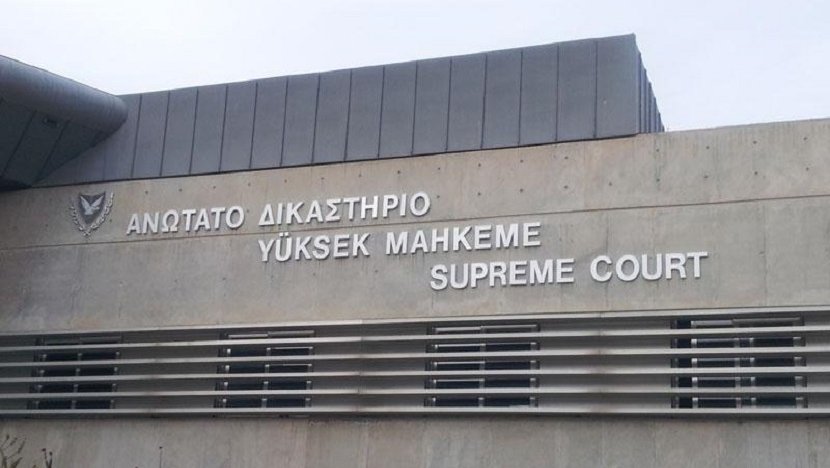 ΑΝΩΤΑΤΟ ΔΙΚΑΣΤΗΡΙΟ
YÜKSEK MAHKEME
SUPREME COURT